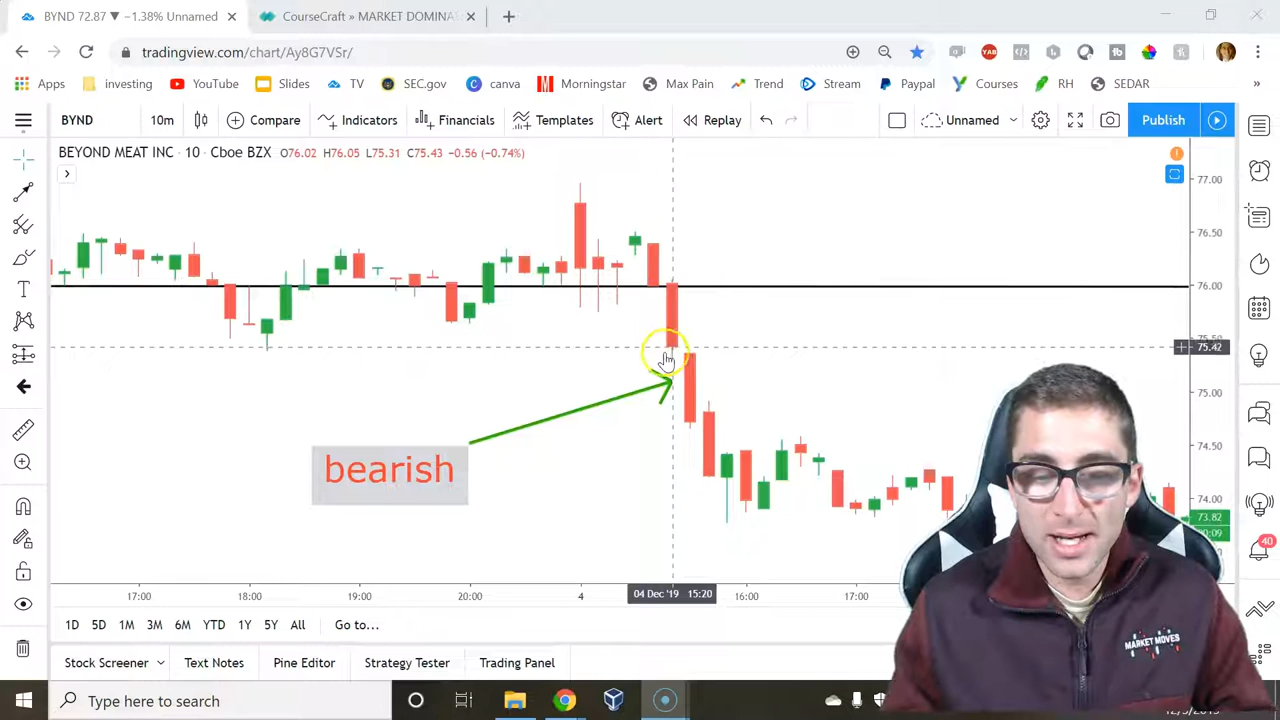 BYND 72.87 ▼ −1.38% Unnamed
CourseCraft » MARKET DOMINA
tradingview.com/chart/Ay8G7VSr/
Apps investing YouTube Slides TV SEC.gov canva Morningstar Max Pain Trend Stream Paypal Courses RH SEDAR »
BYND 10m Compare Indicators Financials Templates Alert Replay Unnamed Publish
BEYOND MEAT INC · 10 · Cboe BZX O76.02 H76.05 L75.31 C75.43 −0.56 (−0.74%)
77.00
76.50
76.00
75.42
75.00
74.50
74.00
73.82
bearish
40
17:00 18:00 19:00 20:00 4 04 Dec '19 15:20 16:00 17:00
1D 5D 1M 3M 6M YTD 1Y 5Y All Go to...
MARKET MOVES
Stock Screener Text Notes Pine Editor Strategy Tester Trading Panel
Type here to search